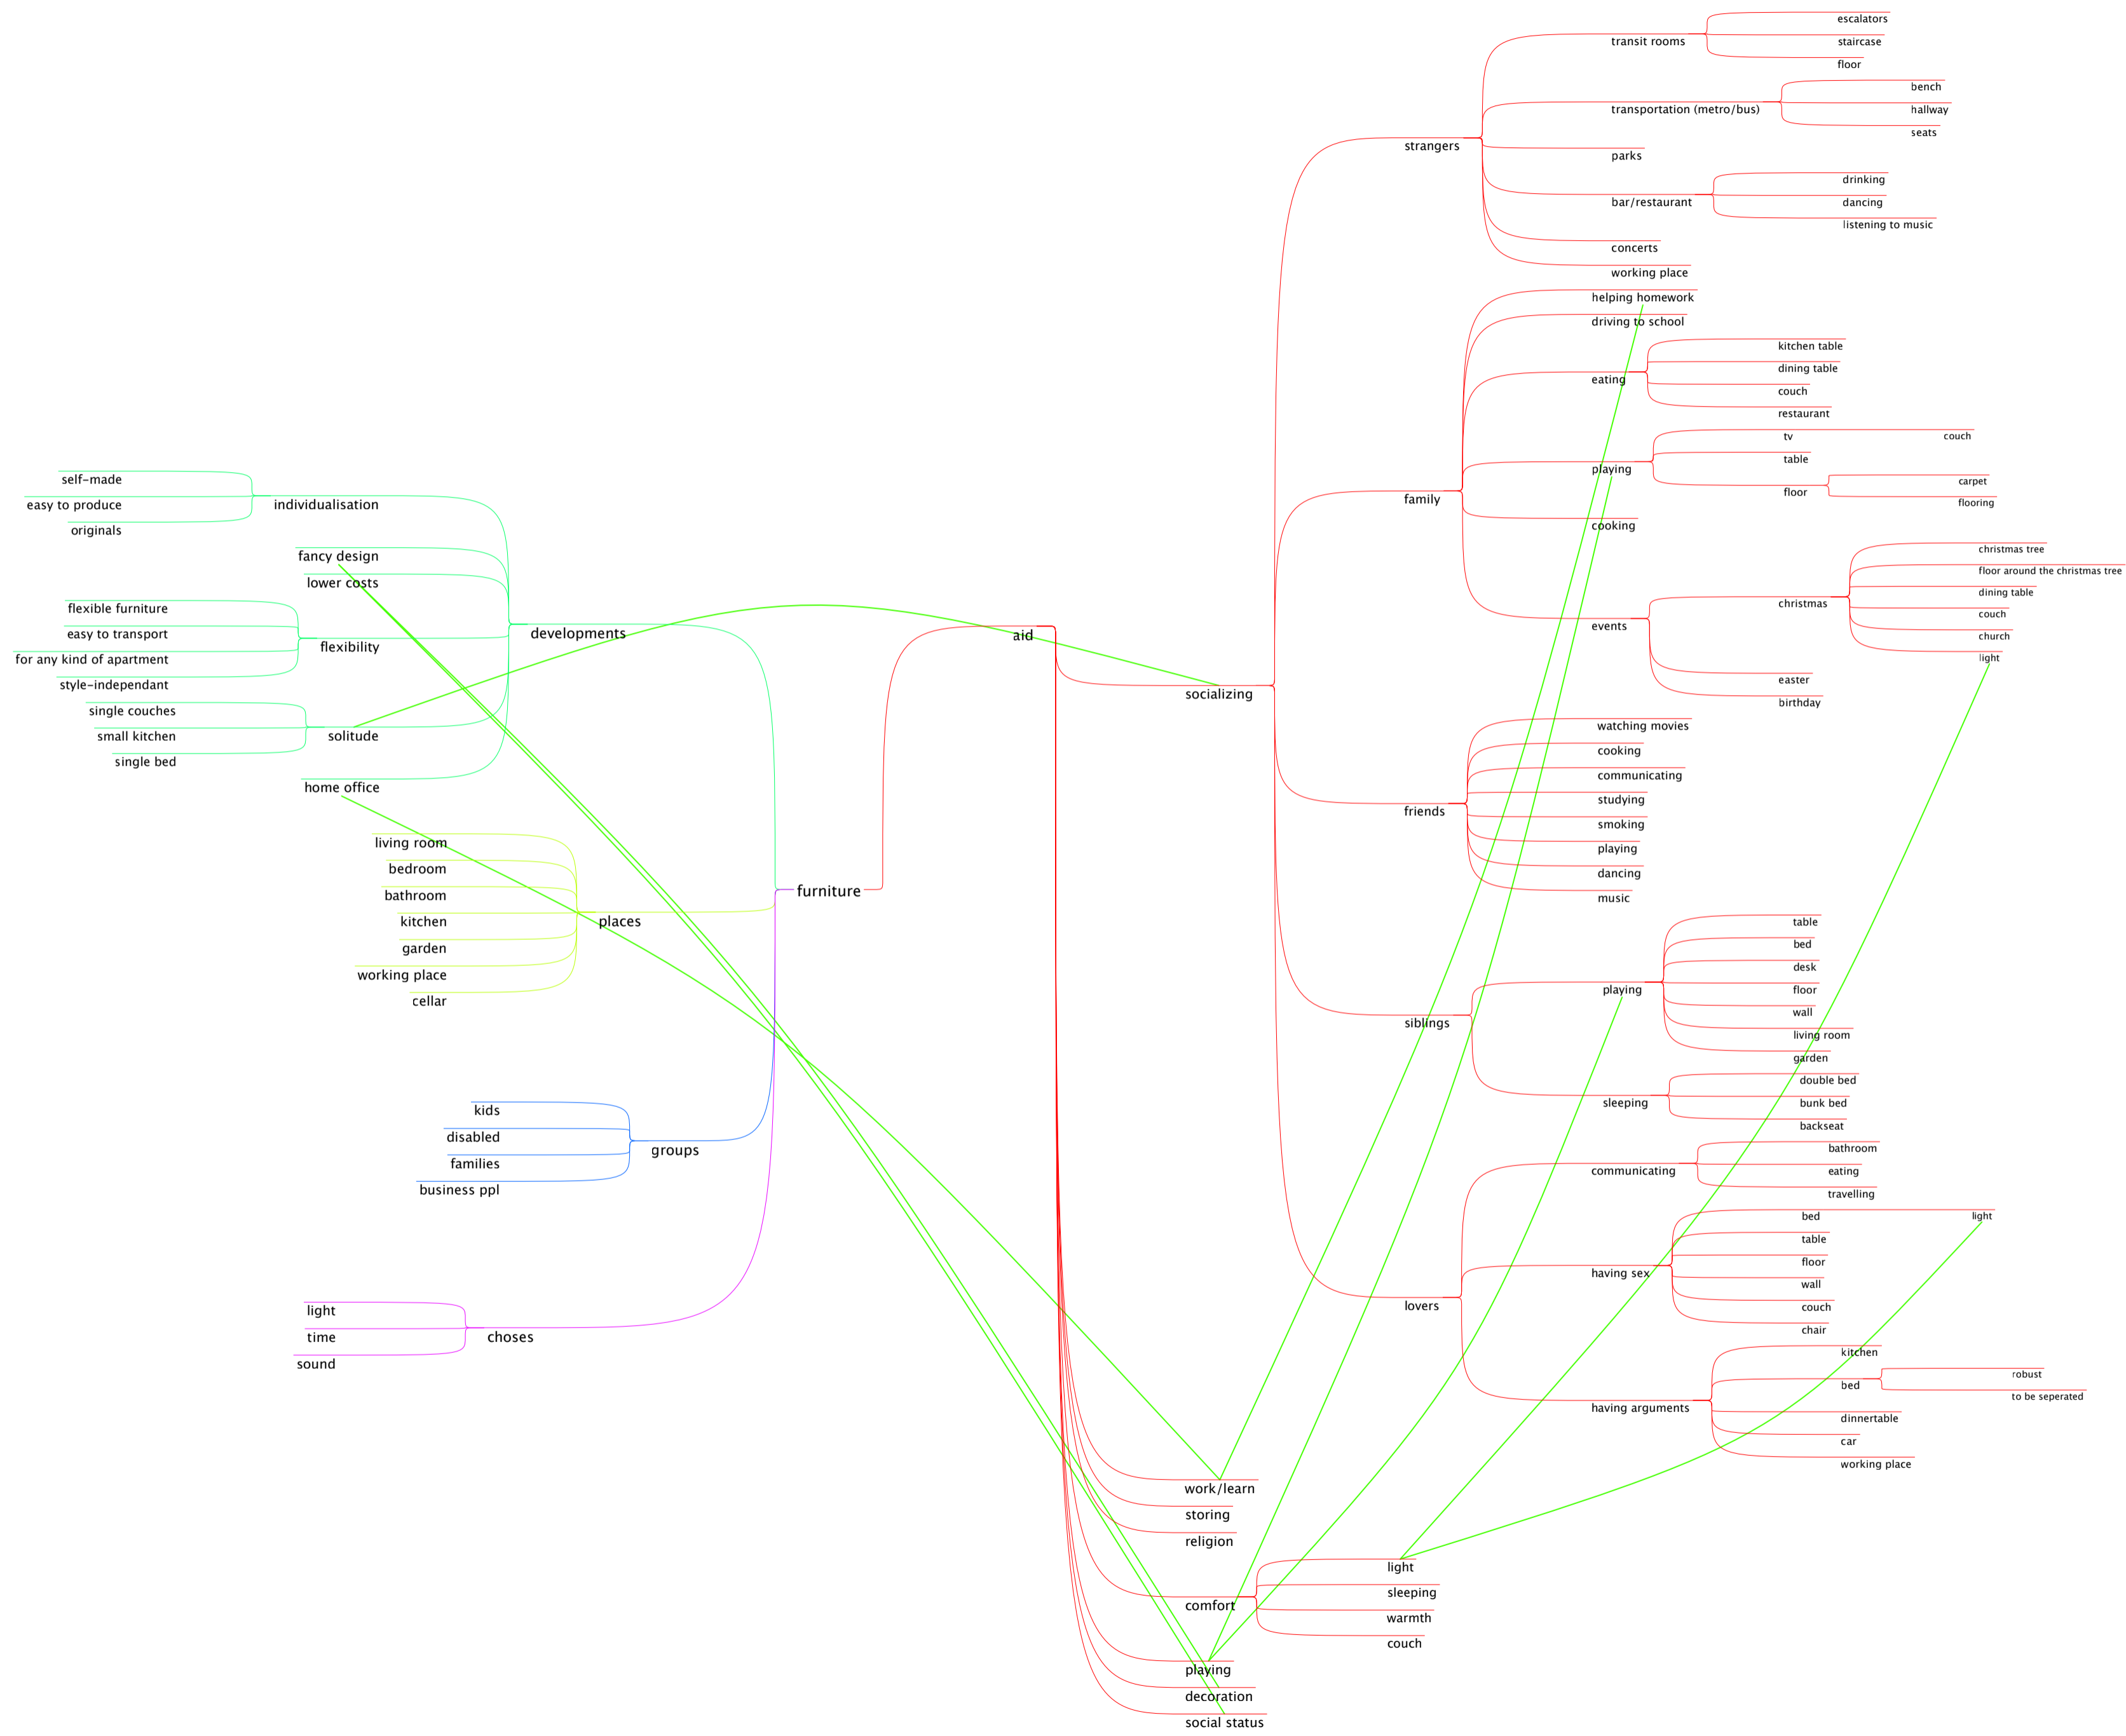 furniture
developments
individualisation
self-made
easy to produce
originals
fancy design
lower costs
flexibility
flexible furniture
easy to transport
for any kind of apartment
style-independant
solitude
single couches
small kitchen
single bed
home office
places
living room
bedroom
bathroom
kitchen
garden
working place
cellar
groups
kids
disabled
families
business ppl
choses
light
time
sound
aid
socializing
strangers
transit rooms
escalators
staircase
floor
transportation (metro/bus)
bench
hallway
seats
parks
bar/restaurant
drinking
dancing
listening to music
concerts
working place
family
helping homework
driving to school
eating
kitchen table
dining table
couch
restaurant
playing
tv
couch
table
floor
carpet
flooring
cooking
events
christmas
christmas tree
floor around the christmas tree
dining table
couch
church
light
easter
birthday
friends
watching movies
cooking
communicating
studying
smoking
playing
dancing
music
siblings
playing
table
bed
desk
floor
wall
living room
garden
sleeping
double bed
bunk bed
backseat
lovers
communicating
bathroom
eating
travelling
having sex
bed
light
table
floor
wall
couch
chair
having arguments
kitchen
bed
robust
to be seperated
dinnertable
car
working place
work/learn
storing
religion
comfort
light
sleeping
warmth
couch
playing
decoration
social status